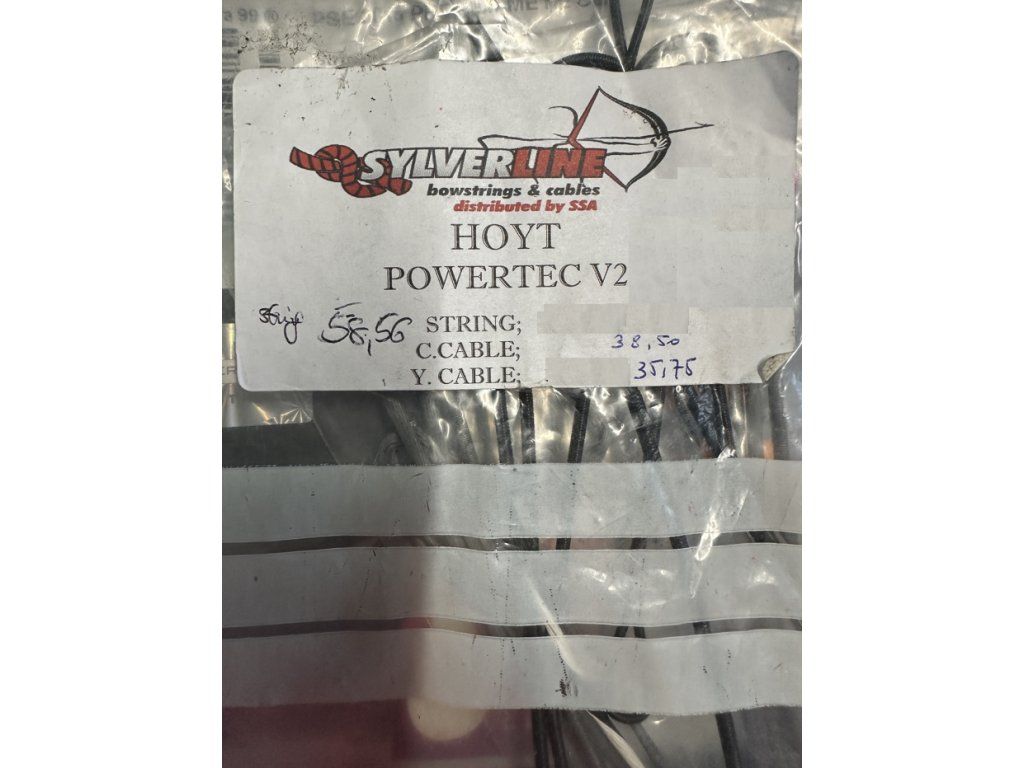 SYLVERLINE
bowstrings & cables
distributed by SSA
HOYT
POWERTEC V2
58,56 STRING;
C.CABLE; 38,50
Y. CABLE; 35,75